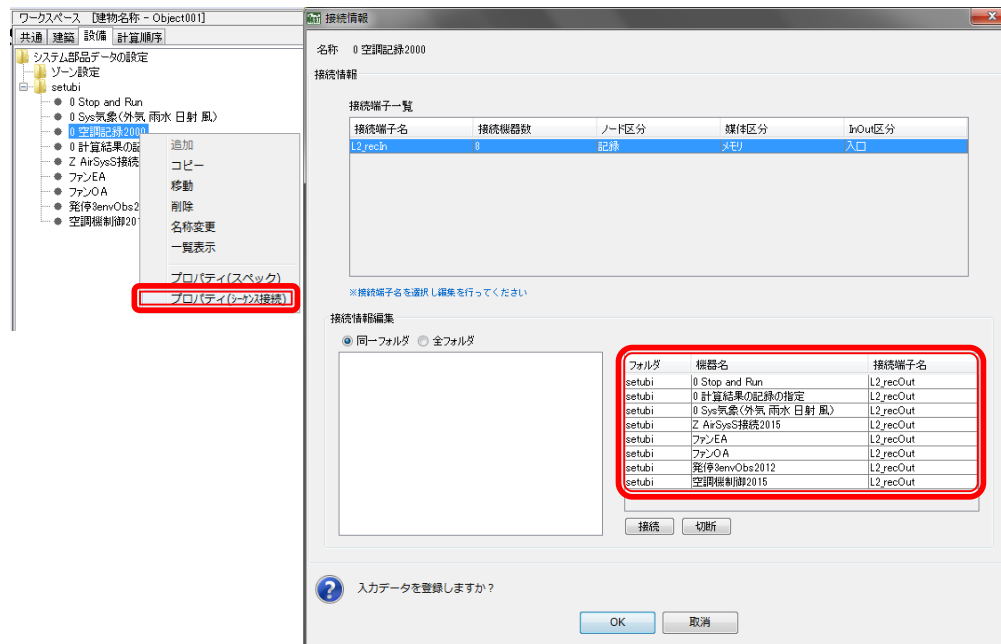 ワークスペース [建物名称 - Object001]
共通 建築 設備 計算順序
システム部品データの設定
ゾーン設定
setubi
0 Stop and Run
0 Sys気象(外気 雨水 日射 風)
0 空調記録2000
0 計算結果の記
Z AirSysS接続
ファンEA
ファンOA
発停3envObs2
空調機制御201
追加
コピー
移動
削除
名称変更
一覧表示
プロパティ(スペック)
プロパティ(シーケンス接続)
接続情報
名称 0 空調記録2000
接続情報
接続端子一覧
接続端子名 接続機器数 ノード区分 媒体区分 InOut区分
L2_recIn 8 記録 メモリ 入口
※接続端子名を選択し編集を行ってください
接続情報編集
同一フォルダ 全フォルダ
フォルダ 機器名 接続端子名
setubi 0 Stop and Run L2_recOut
setubi 0 計算結果の記録の指定 L2_recOut
setubi 0 Sys気象(外気 雨水 日射 風) L2_recOut
setubi Z AirSysS接続2015 L2_recOut
setubi ファンEA L2_recOut
setubi ファンOA L2_recOut
setubi 発停3envObs2012 L2_recOut
setubi 空調機制御2015 L2_recOut
接続 切断
入力データを登録しますか?
OK 取消